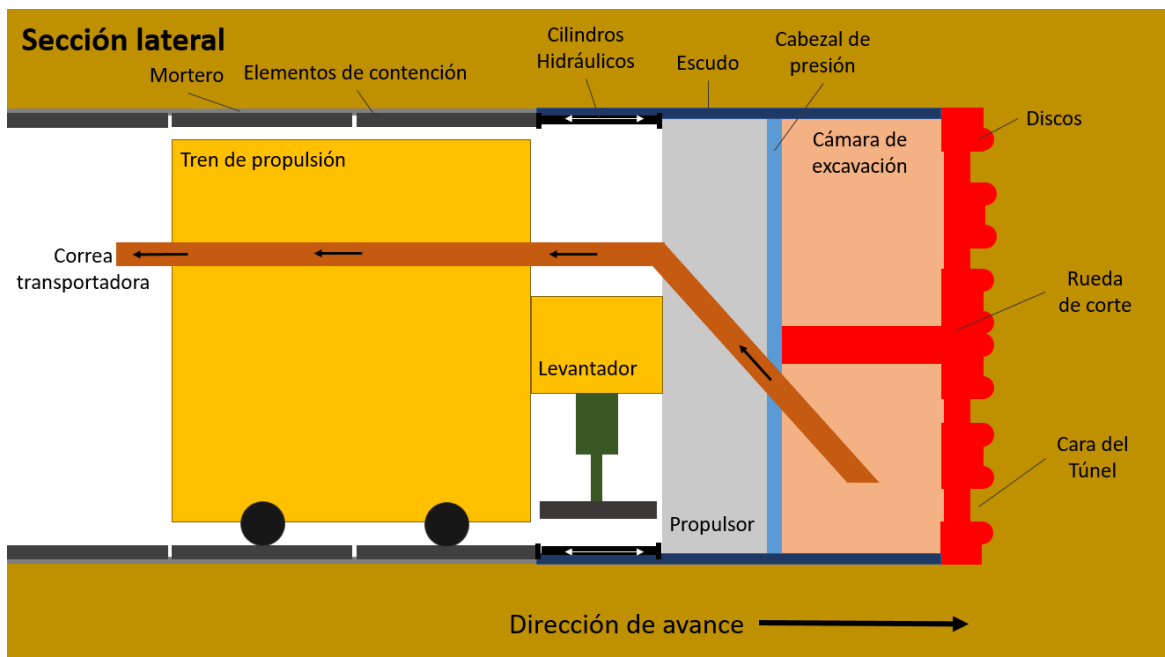 Sección lateral
Mortero
Elementos de contención
Cilindros
Hidráulicos
Escudo
Cabezal de
presión
Discos
Tren de propulsión
Cámara de
excavación
Correa
transportadora
Rueda
de corte
Levantador
Cara del
Túnel
Propulsor
Dirección de avance